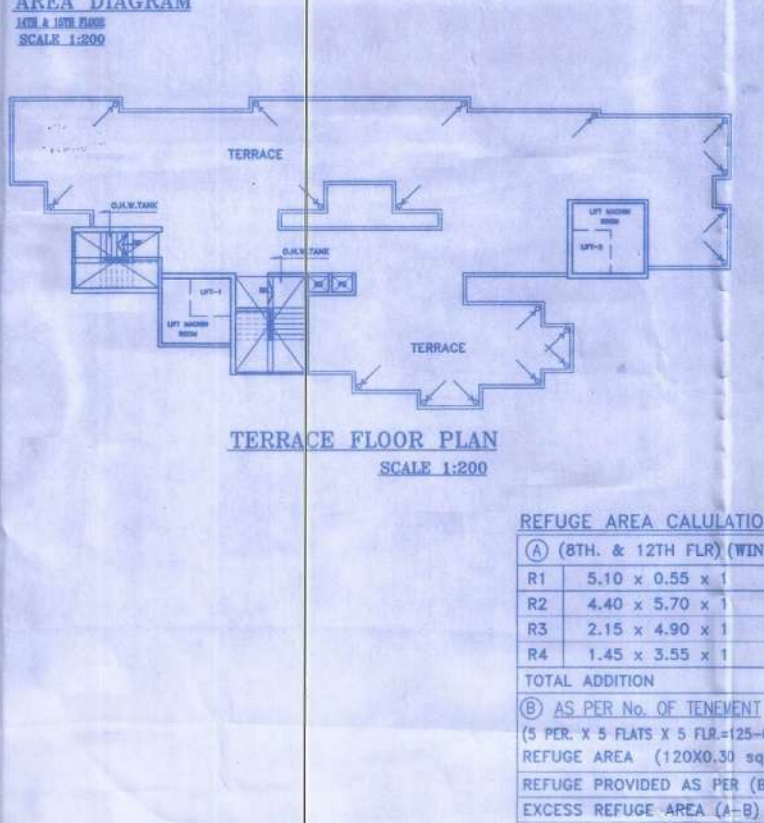 AREA DIAGRAM
14TH & 15TH FLOOR
SCALE 1:200
TERRACE
O.H.W.TANK
LIFT MACHIN
ROOM
LIFT-2
O.H.W.TANK
LIFT-1
LIFT MACHIN
ROOM
TERRACE
TERRACE FLOOR PLAN
SCALE 1:200
REFUGE AREA CALULATIO
(A) (8TH. & 12TH FLR) (WIN
R1 5.10 x 0.55 x 1
R2 4.40 x 5.70 x 1
R3 2.15 x 4.90 x 1
R4 1.45 x 3.55 x 1
TOTAL ADDITION
(B) AS PER No. OF TENEMENT
(5 PER. X 5 FLATS X 5 FLR.=125-
REFUGE AREA (120X0.30 sq
REFUGE PROVIDED AS PER (B
EXCESS REFUGE AREA (A-B)